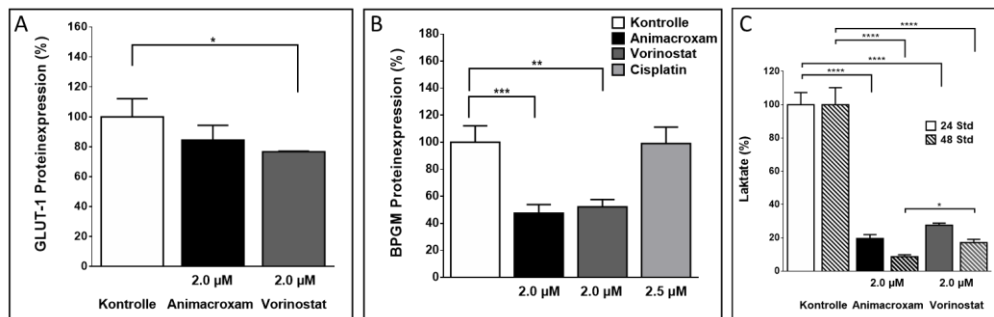 A
GLUT-1 Proteinexpression (%)
160
140
120
100
80
60
40
20
0
*
2.0 µM 2.0 µM
Kontrolle Animacroxam Vorinostat
B
BPGM Proteinexpression (%)
180
160
140
120
100
80
60
40
20
0
Kontrolle
Animacroxam
Vorinostat
Cisplatin
**
***
2.0 µM 2.0 µM 2.5 µM
C
Laktate (%)
120
100
80
60
40
20
0
****
****
****
****
24 Std
48 Std
*
2.0 µM 2.0 µM
Kontrolle Animacroxam Vorinostat